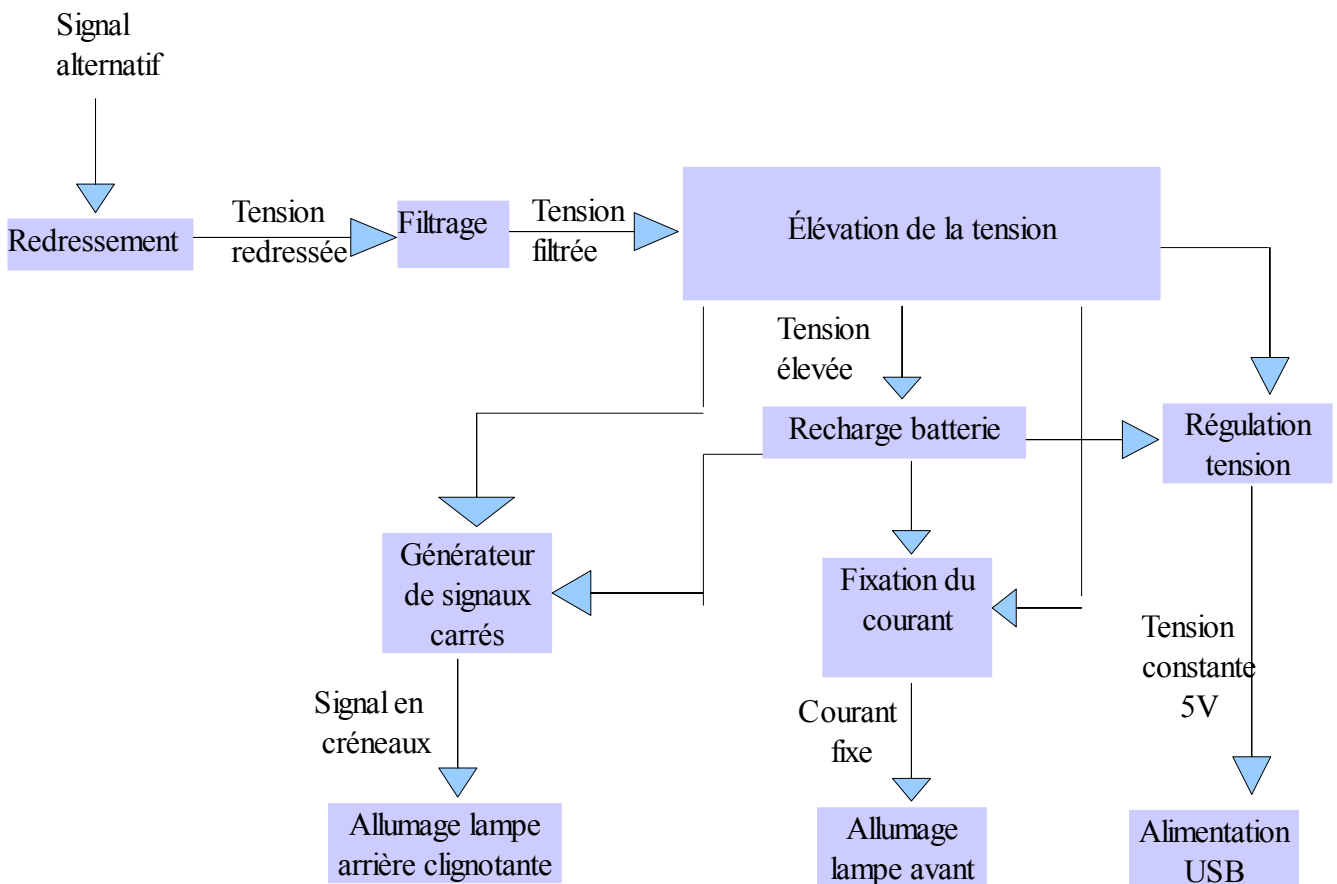 Signal
alternatif
Redressement
Tension
redressée
Filtrage
Tension
filtrée
Élévation de la tension
Tension
élevée
Recharge batterie
Régulation
tension
Générateur
de signaux
carrés
Fixation du
courant
Tension
constante
5V
Signal en
créneaux
Courant
fixe
Allumage lampe
arrière clignotante
Allumage
lampe avant
Alimentation
USB